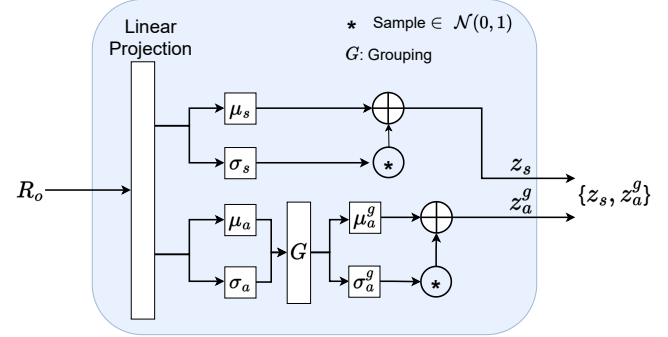 Linear
Projection
* Sample ∈ 𝒩(0, 1)
G: Grouping
μ_s
σ_s
*
z_s
R_o
{z_s, z_a^g}
z_a^g
μ_a
μ_a^g
G
σ_a
σ_a^g
*